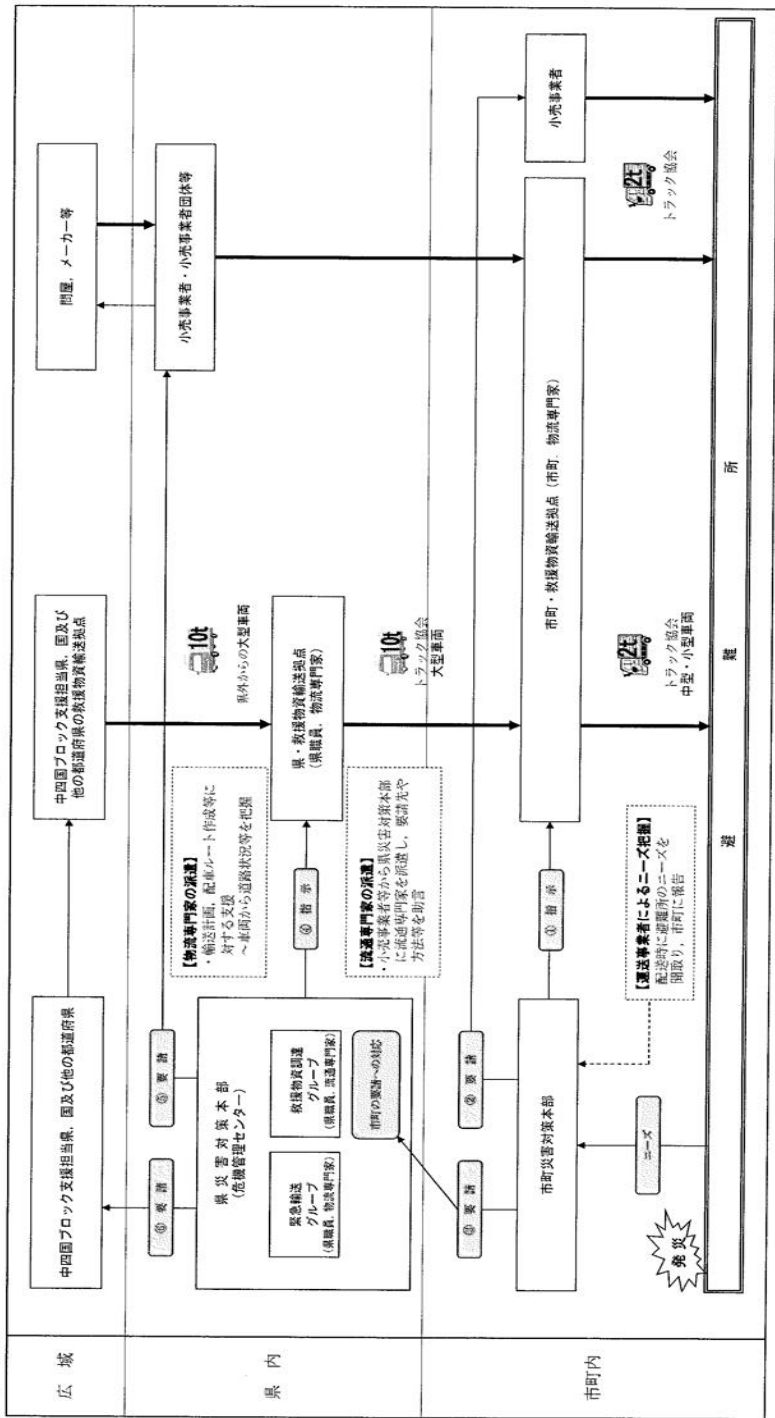 広域
中四国ブロック支援担当県，国及び他の都道府県
中四国ブロック支援担当県，国及び
他の都道府県の救援物資輸送拠点
問屋，メーカー等
県内
⑥ 要請
⑤ 要請
県災害対策本部
(危機管理センター)
緊急輸送
グループ
(県職員，物流専門家)
救援物資調達
グループ
(県職員，流通専門家)
市町の要請への対応
④ 指示
【物流専門家の派遣】
・輸送計画，配車ルート作成等に
対する支援
～車両から道路状況等を把握
10t
県外からの大型車両
県・救援物資輸送拠点
(県職員，物流専門家)
小売事業者・小売事業者団体等
【流通専門家の派遣】
・小売事業者等から県災害対策本部
に流通専門家を派遣し，要請先や
方法等を助言
10t
トラック協会
大型車両
市町内
③ 要請
② 要請
市町災害対策本部
① 指示
市町・救援物資輸送拠点（市町，物流専門家）
小売事業者
発災
ニーズ
【運送事業者によるニーズ把握】
配送時に避難所のニーズを
聞取り，市町に報告
2t
トラック協会
中型・小型車両
2t
トラック協会
避難所